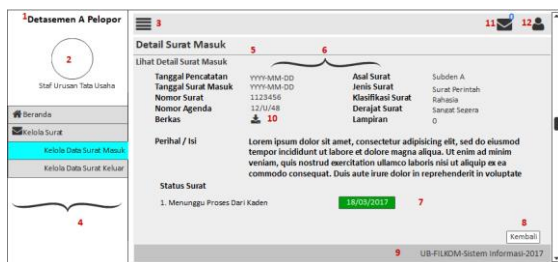 1 Detasemen A Pelopor
3
11 0 12
2
Staf Urusan Tata Usaha
Beranda
Kelola Surat
Kelola Data Surat Masuk
Kelola Data Surat Keluar
4
Detail Surat Masuk
5 6
Lihat Detail Surat Masuk
Tanggal Pencatatan YYYY-MM-DD Asal Surat Subden A
Tanggal Surat Masuk YYYY-MM-DD Jenis Surat Surat Perintah
Nomor Surat 1123456 Klasifikasi Surat Rahasia
Nomor Agenda 12/U/48 Derajat Surat Sangat Segera
Berkas 10 Lampiran 0
Perihal / Isi Lorem ipsum dolor sit amet, consectetur adipisicing elit, sed do eiusmod
tempor incididunt ut labore et dolore magna aliqua. Ut enim ad minim
veniam, quis nostrud exercitation ullamco laboris nisi ut aliquip ex ea
commodo consequat. Duis aute irure dolor in reprehenderit in voluptate
Status Surat
1. Menunggu Proses Dari Kaden 18/03/2017 7
8
Kembali
9 UB-FILKOM-Sistem Informasi-2017